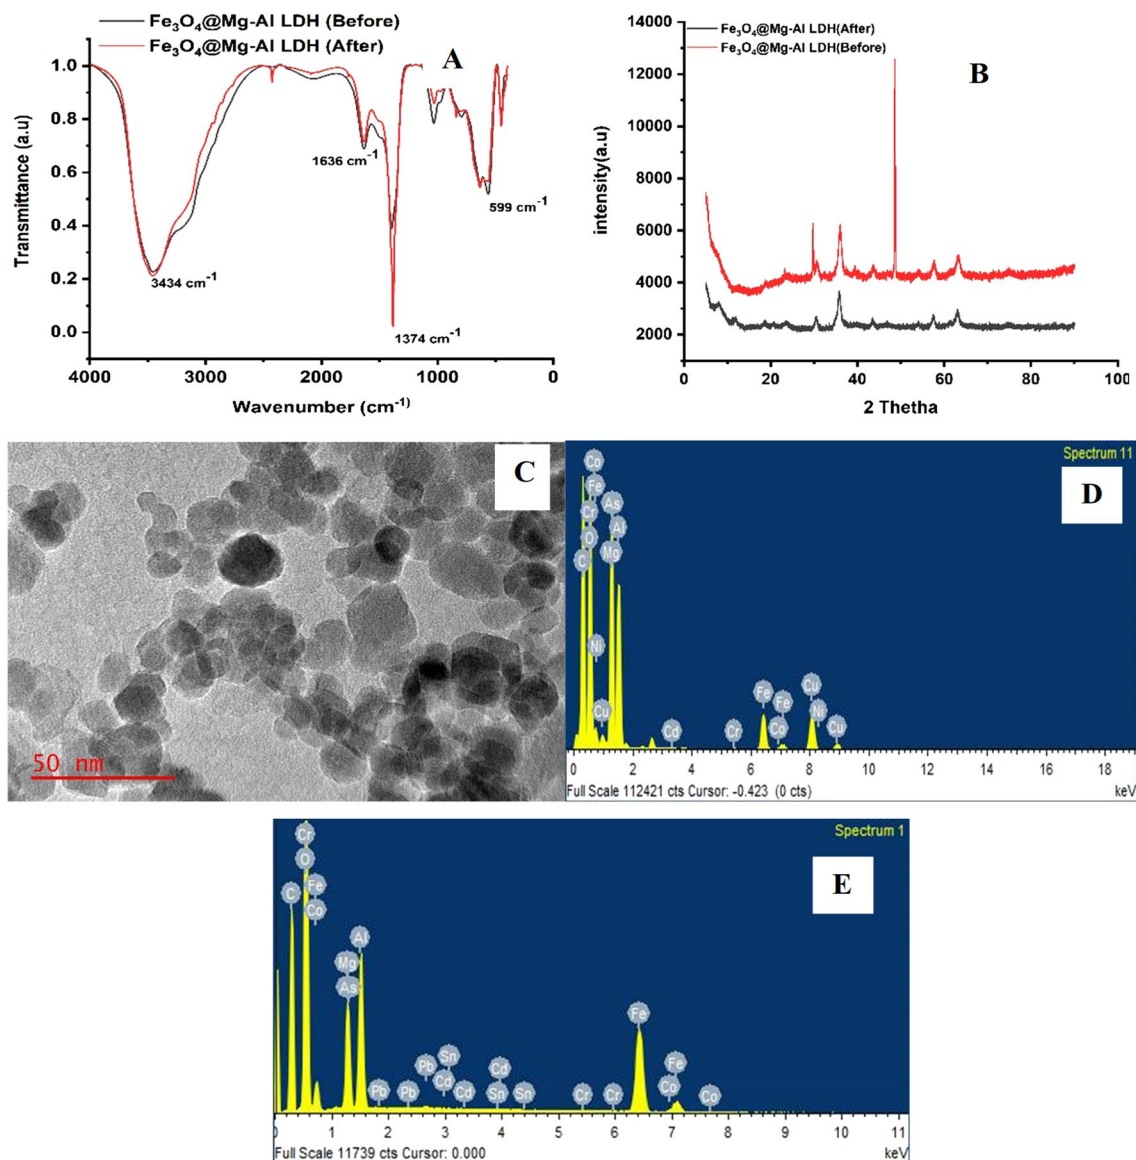 Fe₃O₄@Mg-Al LDH (Before)
Fe₃O₄@Mg-Al LDH (After)
A
1.0
0.8
0.6
0.4
0.2
0.0
Transmittance (a.u)
1636 cm⁻¹
599 cm⁻¹
3434 cm⁻¹
1374 cm⁻¹
4000 3000 2000 1000 0
Wavenumber (cm⁻¹)
Fe₃O₄@Mg-Al LDH(After)
Fe₃O₄@Mg-Al LDH(Before)
B
14000
12000
10000
8000
6000
4000
2000
intensity(a.u)
0 20 40 60 80 100
2 Thetha
C
50 nm
Spectrum 11
D
Co
Fe
Cr
O
C
As
Al
Mg
Ni
Cu
Cd
Cr
Fe
Fe
Co
Cu
Ni
Cu
0 2 4 6 8 10 12 14 16 18
Full Scale 112421 cts Cursor: -0.423 (0 cts)
keV
Spectrum 1
E
Cr
O
Fe
Co
C
Al
Mg
As
Pb
Pb
Pb
Sn
Cd
Cd
Cd
Sn
Sn
Cr
Cr
Fe
Fe
Co
Co
0 1 2 3 4 5 6 7 8 9 10 11
Full Scale 11739 cts Cursor: 0.000
keV